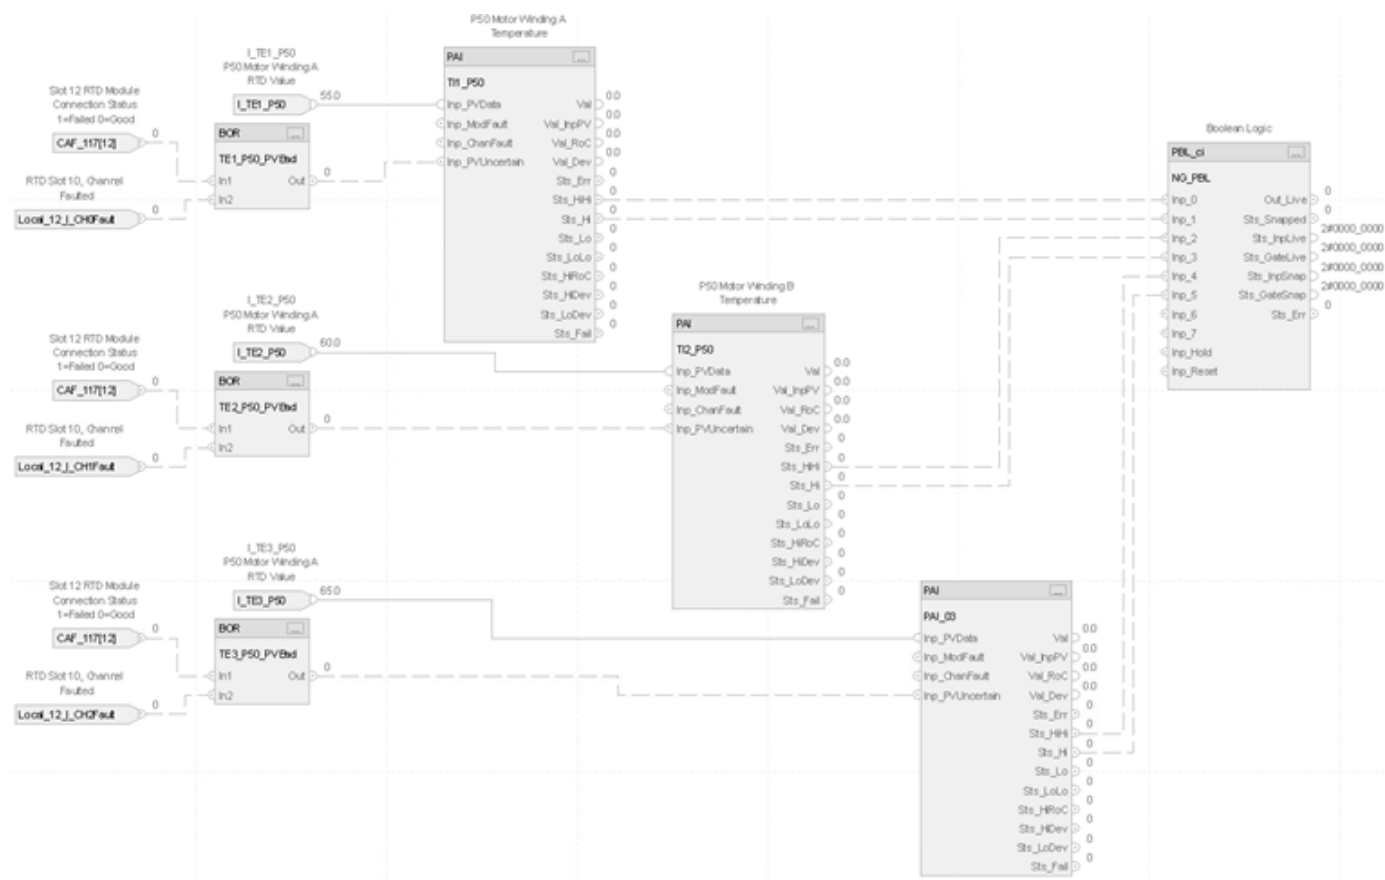 P50 Motor Winding A
Temperature
I_TE1_P50
P50 Motor Winding A
RTD Value
I_TE1_P50
55.0
Slot 12 RTD Module
Connection Status
1=Failed 0=Good
CAF_117[12]
0
RTD Slot 10, Channel
Faulted
Local_12_I_CH0Fault
0
BOR
...
TE1_P50_PVBad
In1
Out
0
In2
PAI
...
TI1_P50
Inp_PVData
Val
0.0
Inp_ModFault
Val_InpPV
0.0
Inp_ChanFault
Val_RoC
0.0
Inp_PVUncertain
Val_Dev
0.0
Sts_Err
0
Sts_HiHi
0
Sts_Hi
0
Sts_Lo
0
Sts_LoLo
0
Sts_HiRoC
0
Sts_HiDev
0
Sts_LoDev
0
Sts_Fail
0
Boolean Logic
PBL_ci
...
NG_PBL
Inp_0
Out_Live
0
Inp_1
Sts_Snapped
0
Inp_2
Sts_InpLive
2#0000_0000
Inp_3
Sts_GateLive
2#0000_0000
Inp_4
Sts_InpSnap
2#0000_0000
Inp_5
Sts_GateSnap
2#0000_0000
Inp_6
Sts_Err
0
Inp_7
Inp_Hold
Inp_Reset
I_TE2_P50
P50 Motor Winding A
RTD Value
I_TE2_P50
60.0
Slot 12 RTD Module
Connection Status
1=Failed 0=Good
CAF_117[12]
0
RTD Slot 10, Channel
Faulted
Local_12_I_CH1Fault
0
BOR
...
TE2_P50_PVBad
In1
Out
0
In2
P50 Motor Winding B
Temperature
PAI
...
TI2_P50
Inp_PVData
Val
0.0
Inp_ModFault
Val_InpPV
0.0
Inp_ChanFault
Val_RoC
0.0
Inp_PVUncertain
Val_Dev
0.0
Sts_Err
0
Sts_HiHi
0
Sts_Hi
0
Sts_Lo
0
Sts_LoLo
0
Sts_HiRoC
0
Sts_HiDev
0
Sts_LoDev
0
Sts_Fail
0
I_TE3_P50
P50 Motor Winding A
RTD Value
I_TE3_P50
65.0
Slot 12 RTD Module
Connection Status
1=Failed 0=Good
CAF_117[12]
0
RTD Slot 10, Channel
Faulted
Local_12_I_CH2Fault
0
BOR
...
TE3_P50_PVBad
In1
Out
0
In2
PAI
...
PAI_03
Inp_PVData
Val
0.0
Inp_ModFault
Val_InpPV
0.0
Inp_ChanFault
Val_RoC
0.0
Inp_PVUncertain
Val_Dev
0.0
Sts_Err
0
Sts_HiHi
0
Sts_Hi
0
Sts_Lo
0
Sts_LoLo
0
Sts_HiRoC
0
Sts_HiDev
0
Sts_LoDev
0
Sts_Fail
0